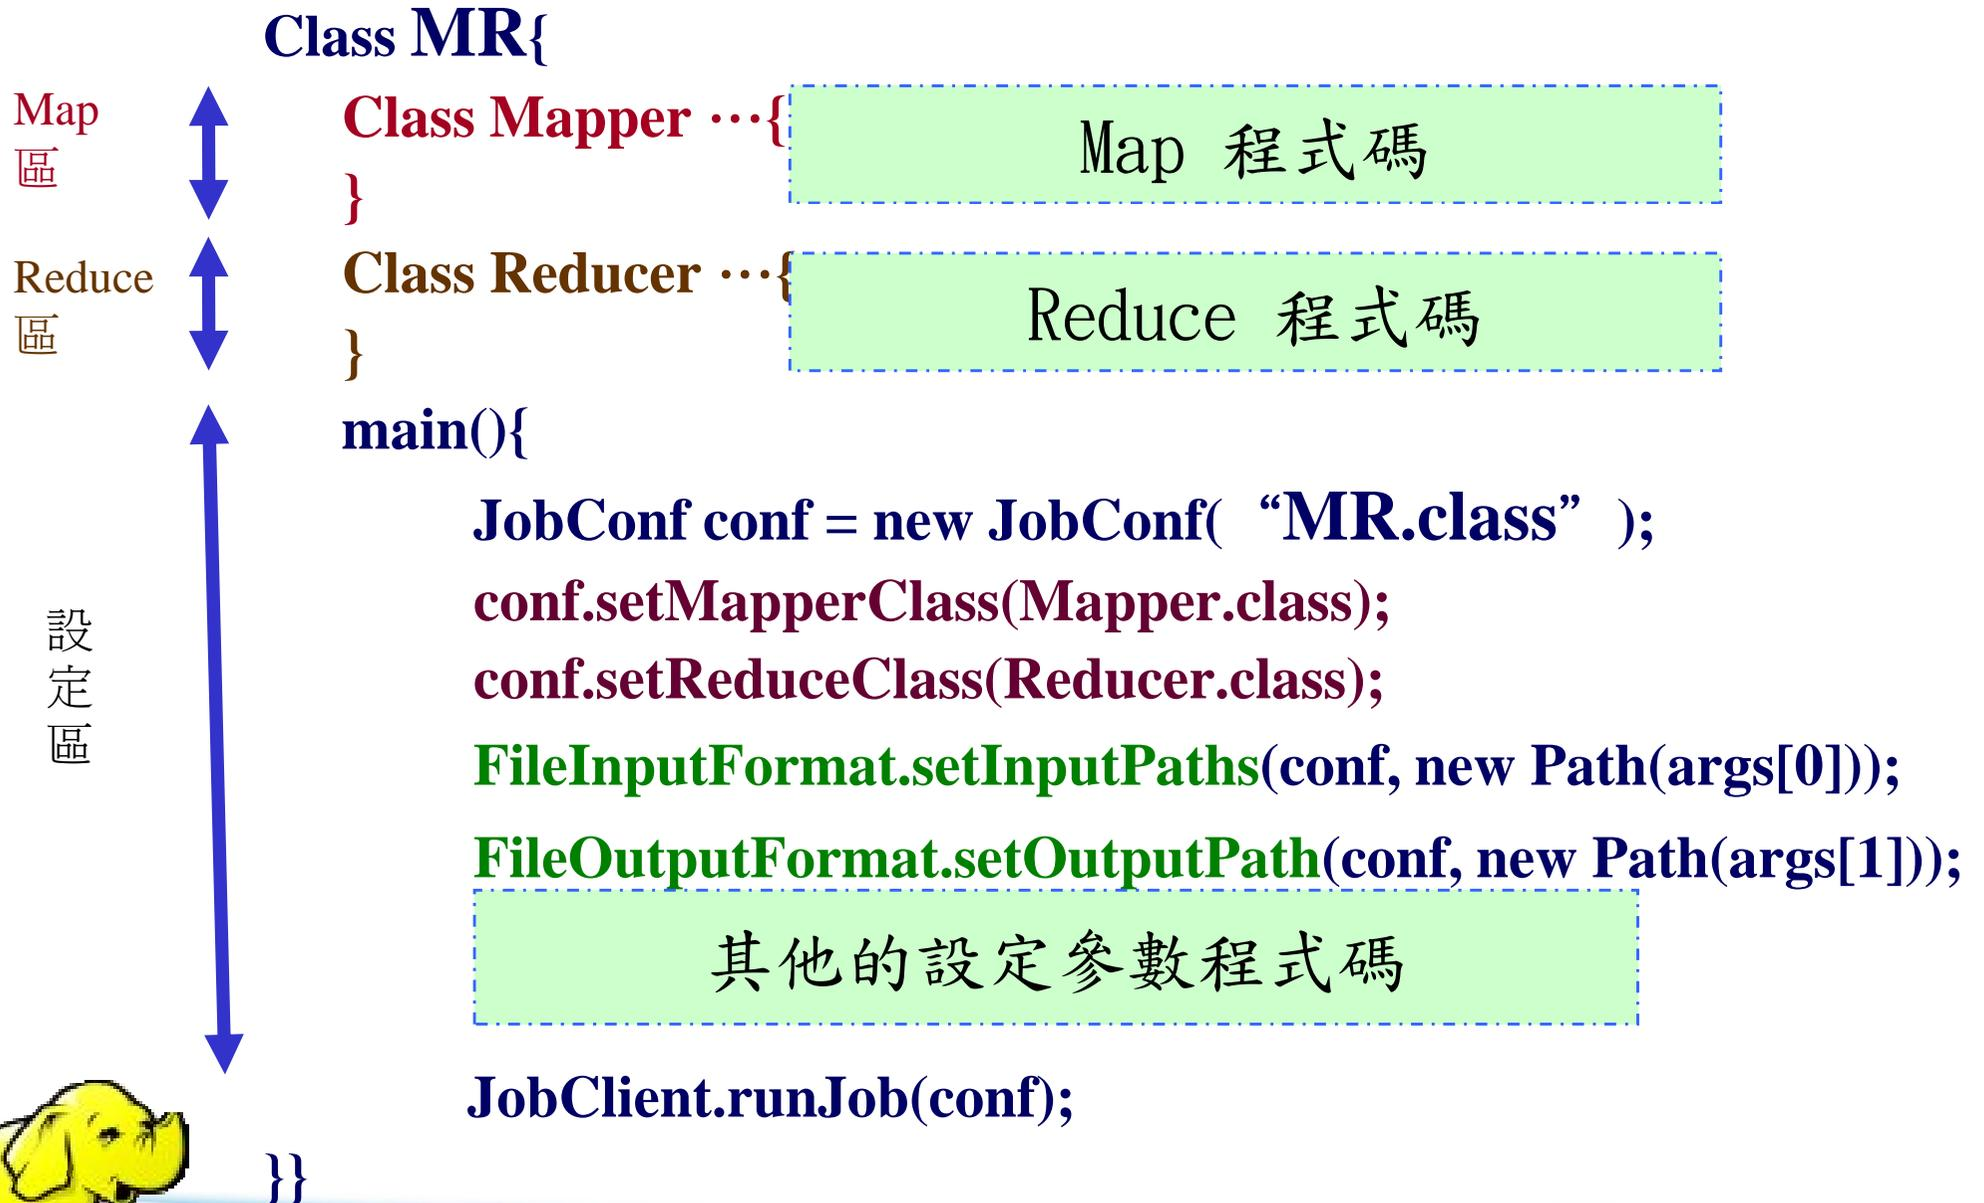 Class MR{
Map
區
Class Mapper ⋯{
Map 程式碼
}
Reduce
區
Class Reducer ⋯{
Reduce 程式碼
}
main(){
JobConf conf = new JobConf( “MR.class” );
conf.setMapperClass(Mapper.class);
conf.setReduceClass(Reducer.class);
設
定
區
FileInputFormat.setInputPaths(conf, new Path(args[0]));
FileOutputFormat.setOutputPath(conf, new Path(args[1]));
其他的設定參數程式碼
JobClient.runJob(conf);
}}